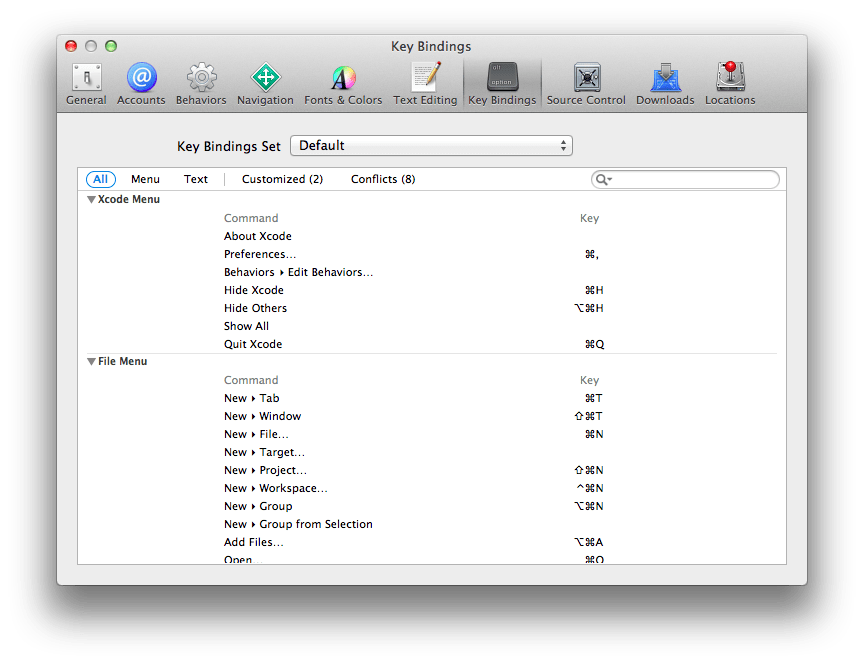 Key Bindings
General Accounts Behaviors Navigation Fonts & Colors Text Editing Key Bindings Source Control Downloads Locations
Key Bindings Set Default
All Menu Text Customized (2) Conflicts (8)
Xcode Menu
Command Key
About Xcode
Preferences... ⌘,
Behaviors ▸ Edit Behaviors...
Hide Xcode ⌘H
Hide Others ⌥⌘H
Show All
Quit Xcode ⌘Q
File Menu
Command Key
New ▸ Tab ⌘T
New ▸ Window ⇧⌘T
New ▸ File... ⌘N
New ▸ Target...
New ▸ Project... ⇧⌘N
New ▸ Workspace... ^⌘N
New ▸ Group ⌥⌘N
New ▸ Group from Selection
Add Files... ⌥⌘A
Open... ⌘O